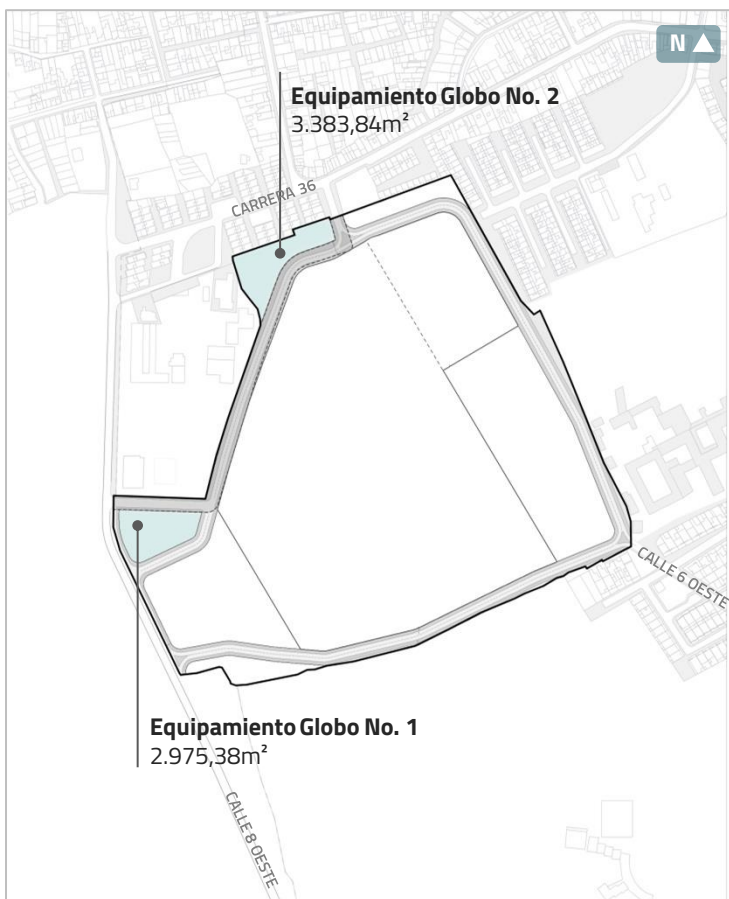 N
Equipamiento Globo No. 2
3.383,84m²
CARRERA 36
CALLE 6 OESTE
Equipamiento Globo No. 1
2.975,38m²
CALLE 8 OESTE